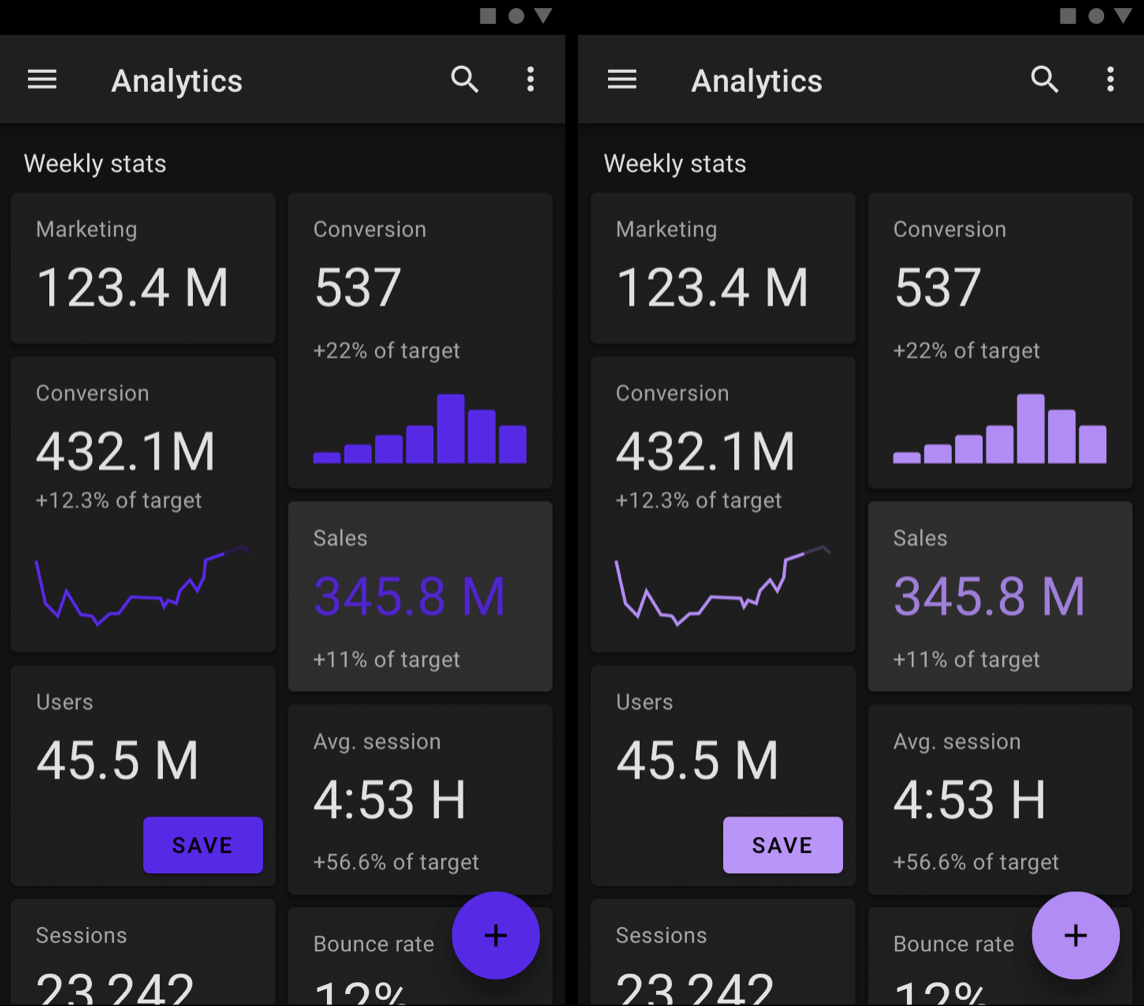 Analytics
Weekly stats
Marketing
123.4 M
Conversion
432.1M
+12.3% of target
Users
45.5 M
SAVE
Sessions
23,242
Conversion
537
+22% of target
Sales
345.8 M
+11% of target
Avg. session
4:53 H
+56.6% of target
Bounce rate
12%
+
Analytics
Weekly stats
Marketing
123.4 M
Conversion
432.1M
+12.3% of target
Users
45.5 M
SAVE
Sessions
23,242
Conversion
537
+22% of target
Sales
345.8 M
+11% of target
Avg. session
4:53 H
+56.6% of target
Bounce rate
12%
+